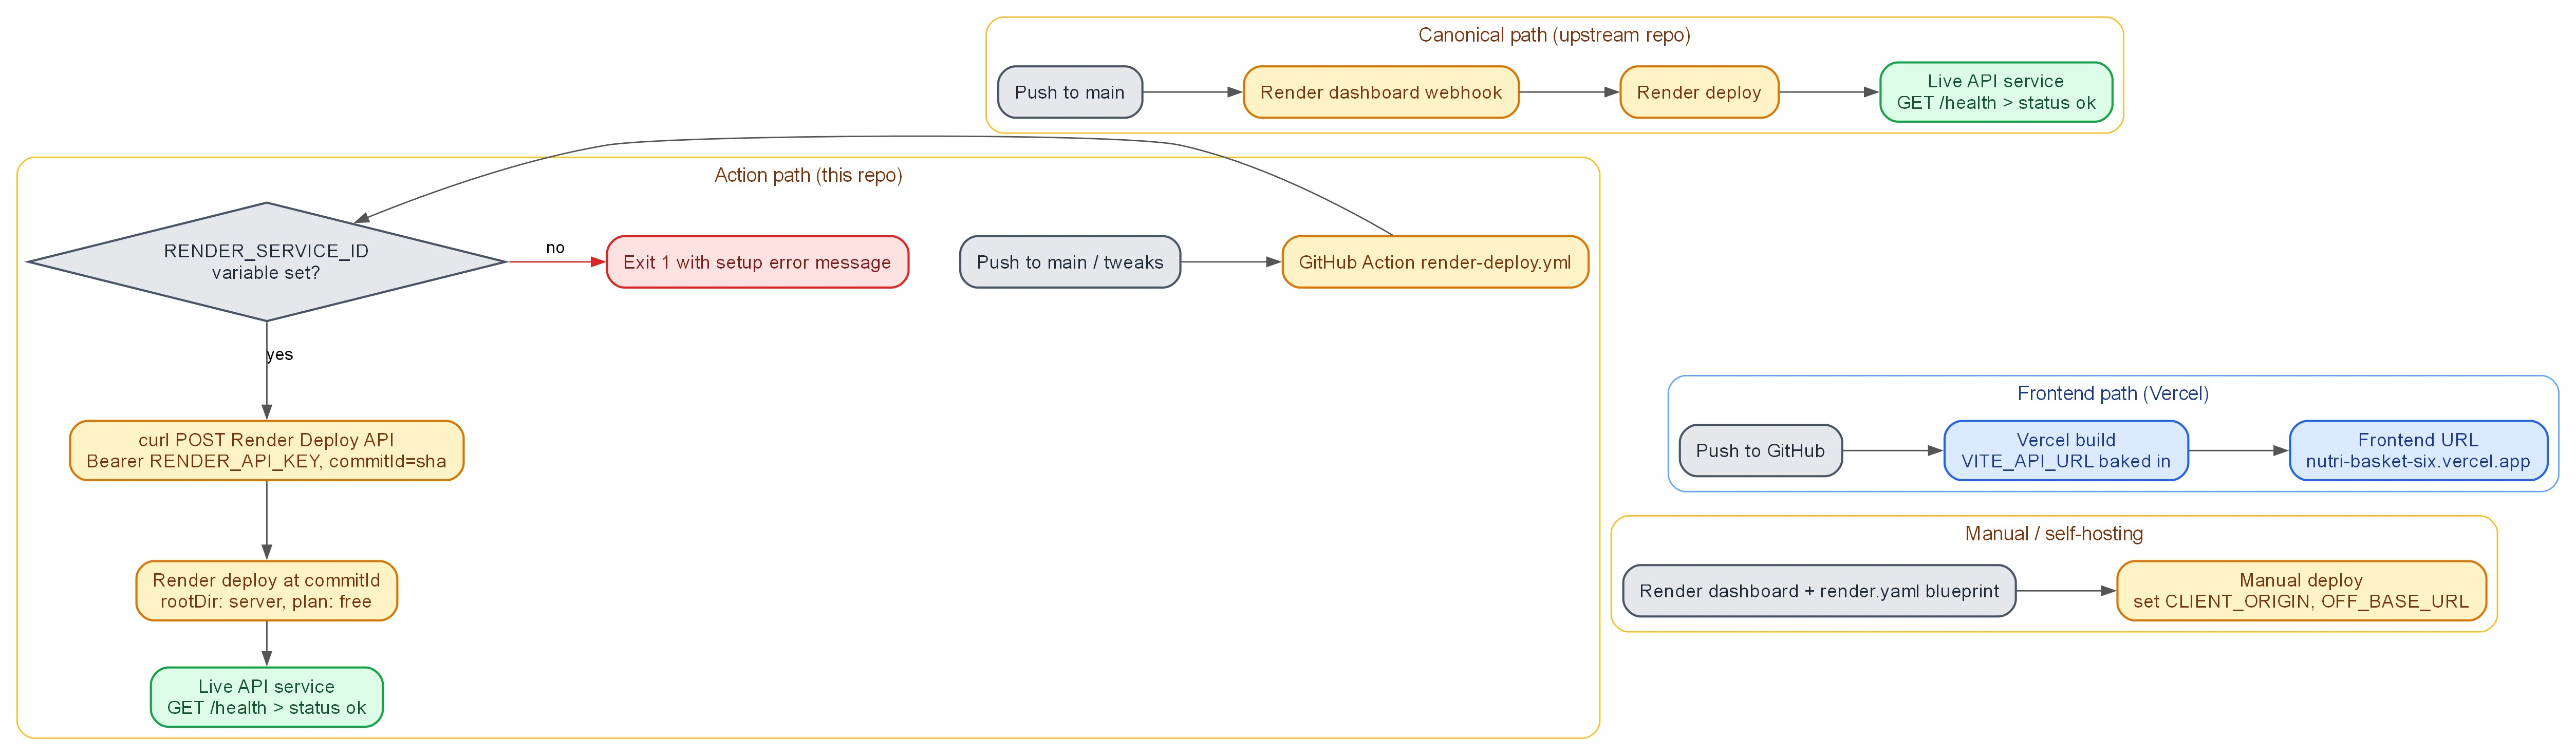 Canonical path (upstream repo)
Push to main
Render dashboard webhook
Render deploy
Live API service
GET /health > status ok
Action path (this repo)
RENDER_SERVICE_ID
variable set?
no
Exit 1 with setup error message
Push to main / tweaks
GitHub Action render-deploy.yml
yes
curl POST Render Deploy API
Bearer RENDER_API_KEY, commitId=sha
Render deploy at commitId
rootDir: server, plan: free
Live API service
GET /health > status ok
Frontend path (Vercel)
Push to GitHub
Vercel build
VITE_API_URL baked in
Frontend URL
nutri-basket-six.vercel.app
Manual / self-hosting
Render dashboard + render.yaml blueprint
Manual deploy
set CLIENT_ORIGIN, OFF_BASE_URL